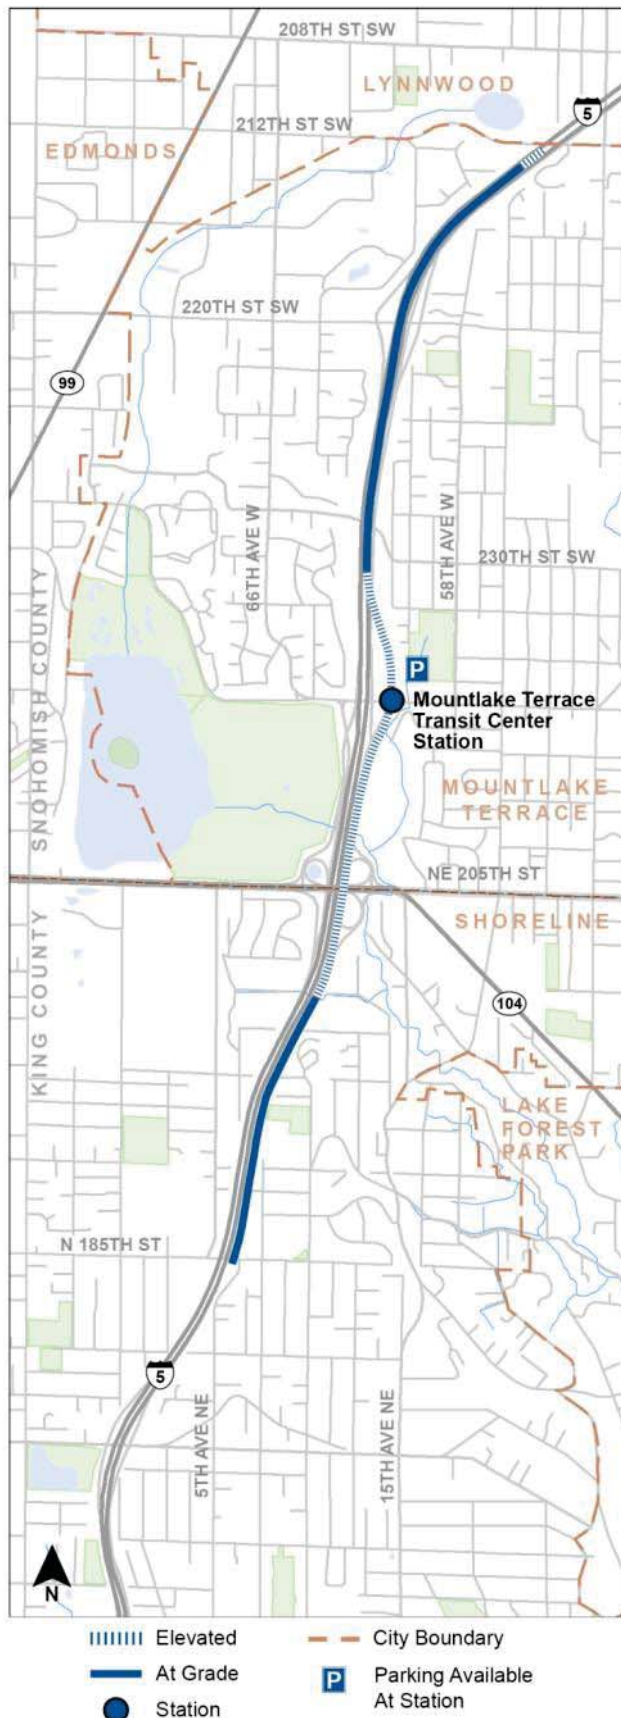 208TH ST SW
LYNNWOOD
5
212TH ST SW
EDMONDS
220TH ST SW
99
66TH AVE W
58TH AVE W
230TH ST SW
SNOHOMISH COUNTY
P
Mountlake Terrace
Transit Center
Station
MOUNTLAKE
TERRACE
NE 205TH ST
SHORELINE
KING COUNTY
104
LAKE
FOREST
PARK
N 185TH ST
5
5TH AVE NE
15TH AVE NE
N
Elevated
City Boundary
At Grade
P
Parking Available
At Station
Station